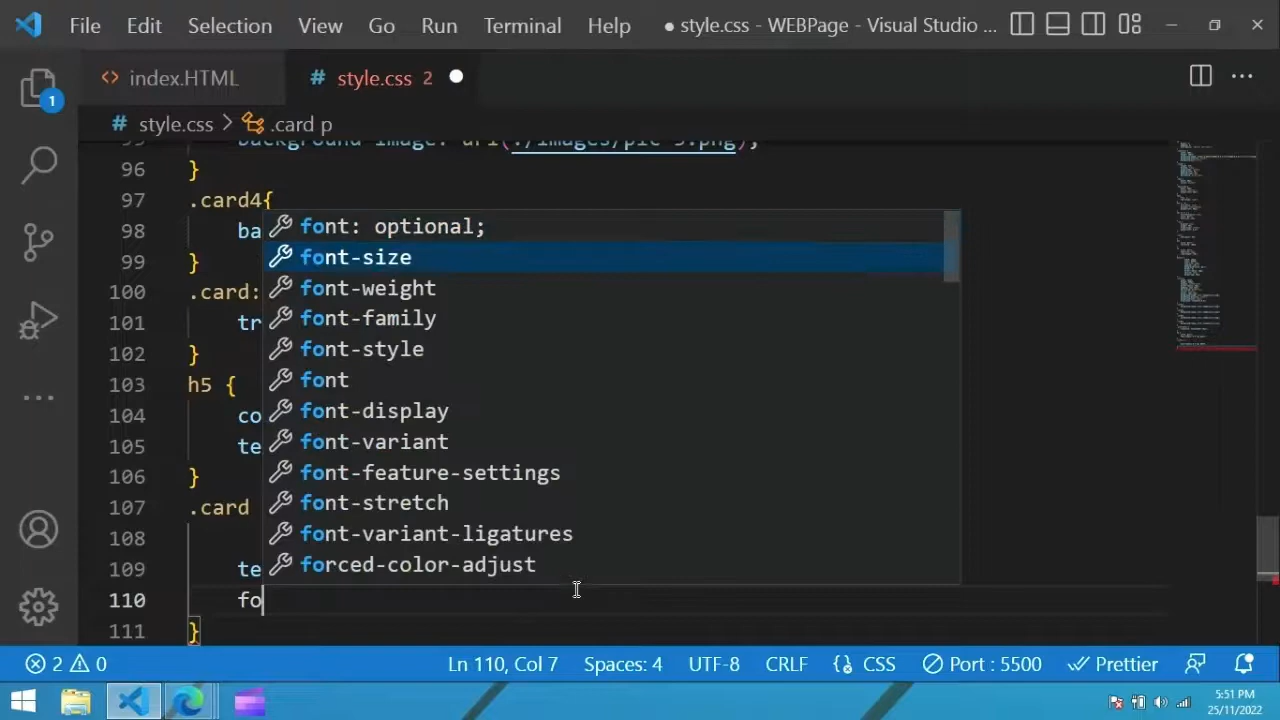 File Edit Selection View Go Run Terminal Help ● style.css - WEBPage - Visual Studio ...
<> index.HTML # style.css 2
# style.css > .card p
95 background-image: url(./images/pic-3.png);
96 }
97 .card4{
98 ba
99 }
100 .card:
101 tr
102 }
103 h5 {
104 co
105 te
106 }
107 .card
108
109 te
110 fo
111 }
font: optional;
font-size
font-weight
font-family
font-style
font
font-display
font-variant
font-feature-settings
font-stretch
font-variant-ligatures
forced-color-adjust
1
2 0 Ln 110, Col 7 Spaces: 4 UTF-8 CRLF {} CSS Port : 5500 Prettier
5:51 PM
25/11/2022